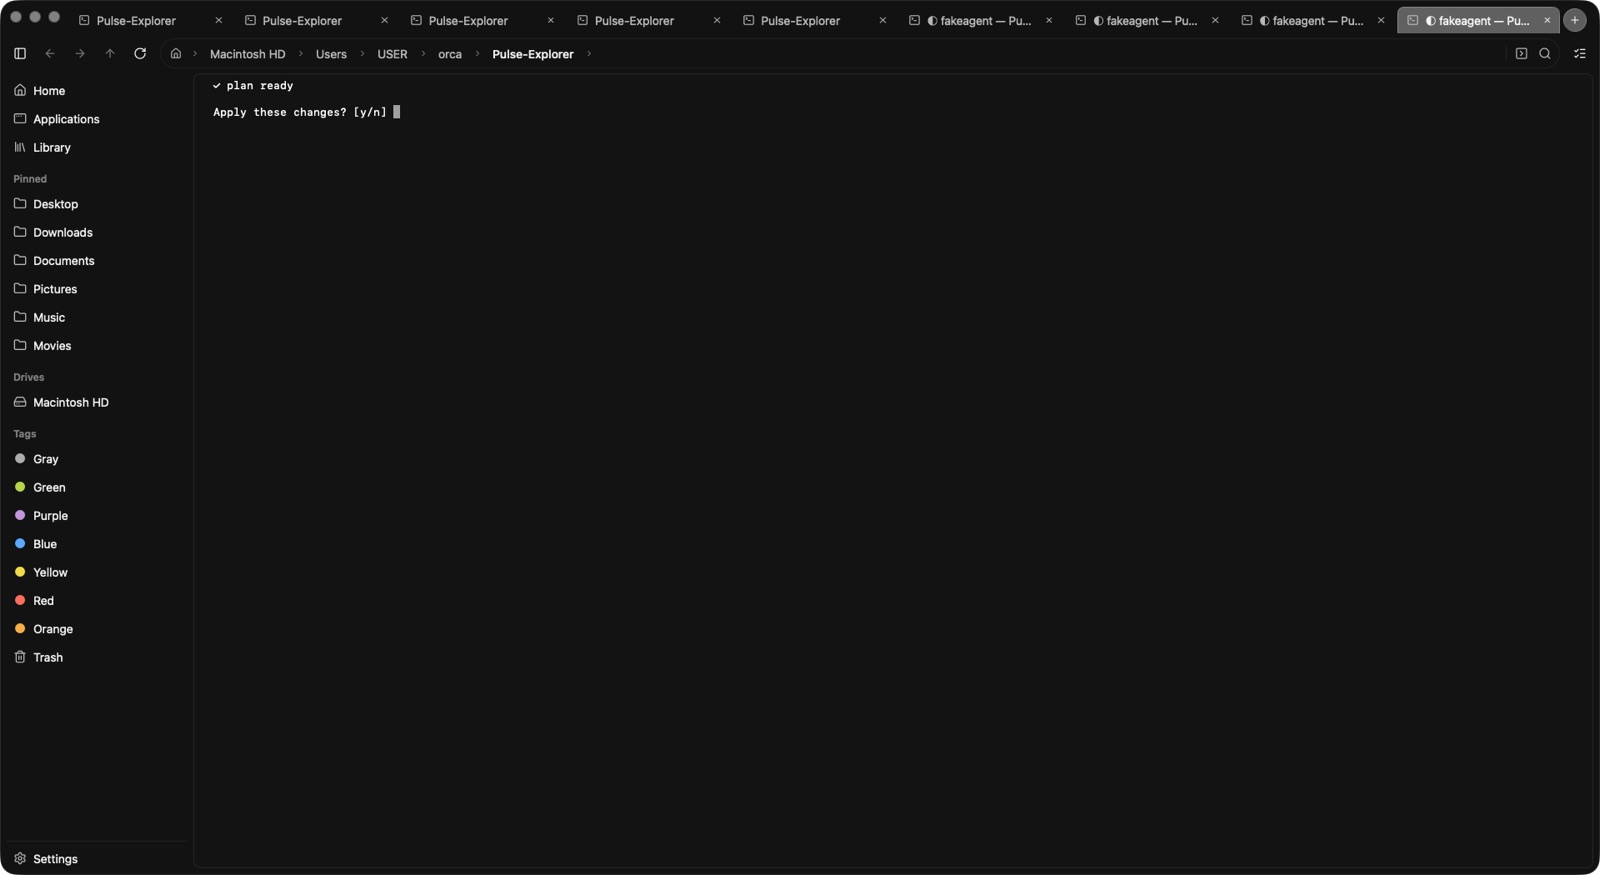 Pulse-Explorer
Pulse-Explorer
Pulse-Explorer
Pulse-Explorer
Pulse-Explorer
fakeagent — Pu...
fakeagent — Pu...
fakeagent — Pu...
fakeagent — Pu...
Macintosh HD > Users > USER > orca > Pulse-Explorer >
Home
Applications
Library
Pinned
Desktop
Downloads
Documents
Pictures
Music
Movies
Drives
Macintosh HD
Tags
Gray
Green
Purple
Blue
Yellow
Red
Orange
Trash
Settings
✓ plan ready
Apply these changes? [y/n]